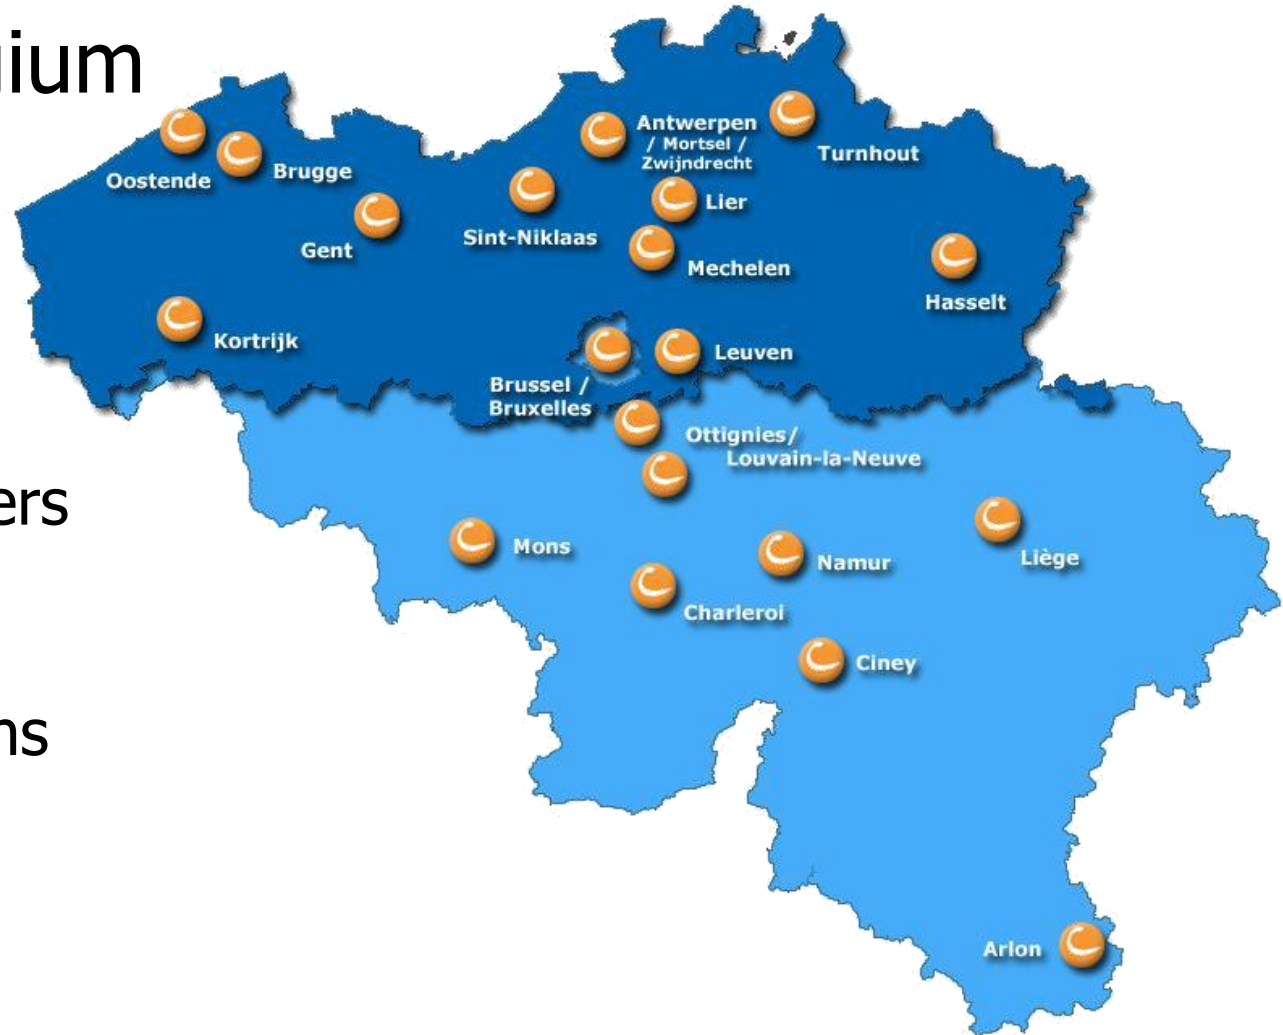 gium
Antwerpen
/ Mortsel /
Zwijndrecht
Turnhout
Oostende
Brugge
Lier
Gent
Sint-Niklaas
Mechelen
Hasselt
Kortrijk
Leuven
Brussel /
Bruxelles
Ottignies/
Louvain-la-Neuve
ers
Mons
Namur
Liège
Charleroi
Ciney
ns
Arlon